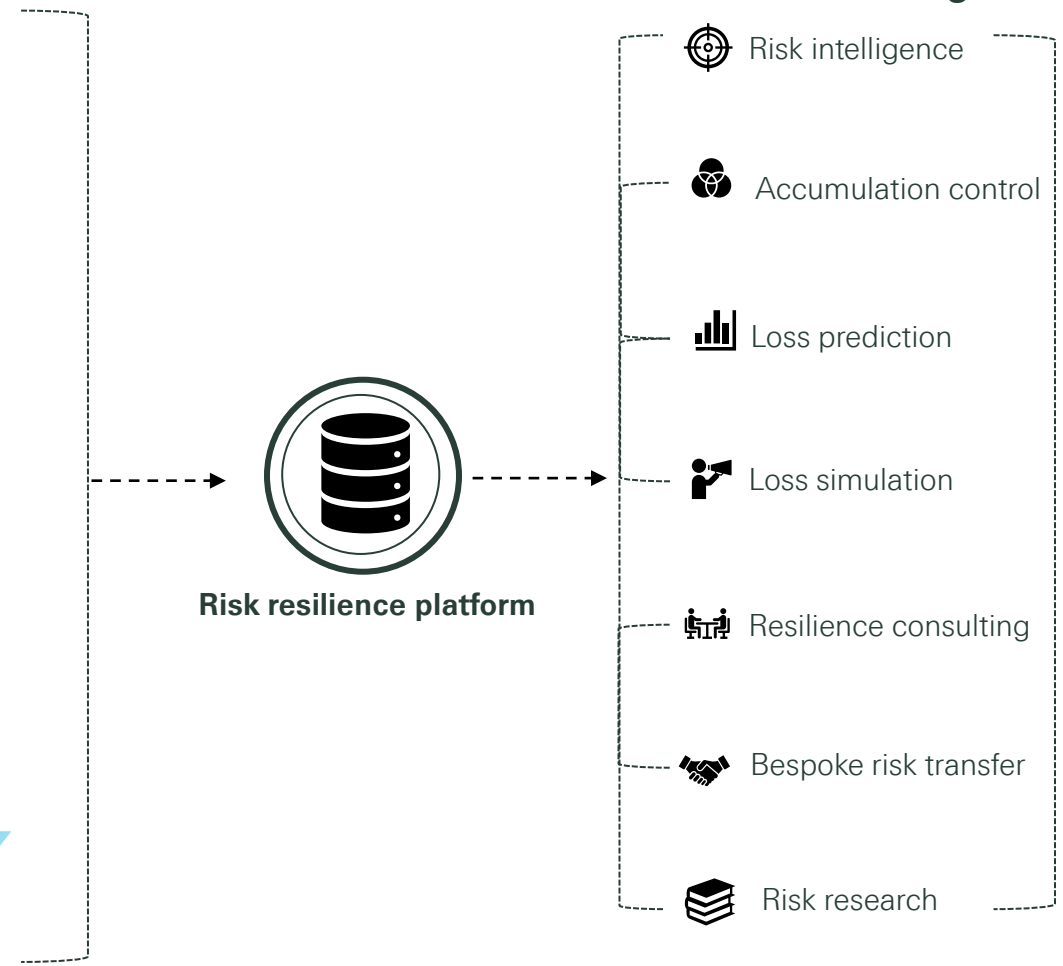 Risk intelligence
Accumulation control
Loss prediction
Loss simulation
Risk resilience platform
Resilience consulting
Bespoke risk transfer
Risk research